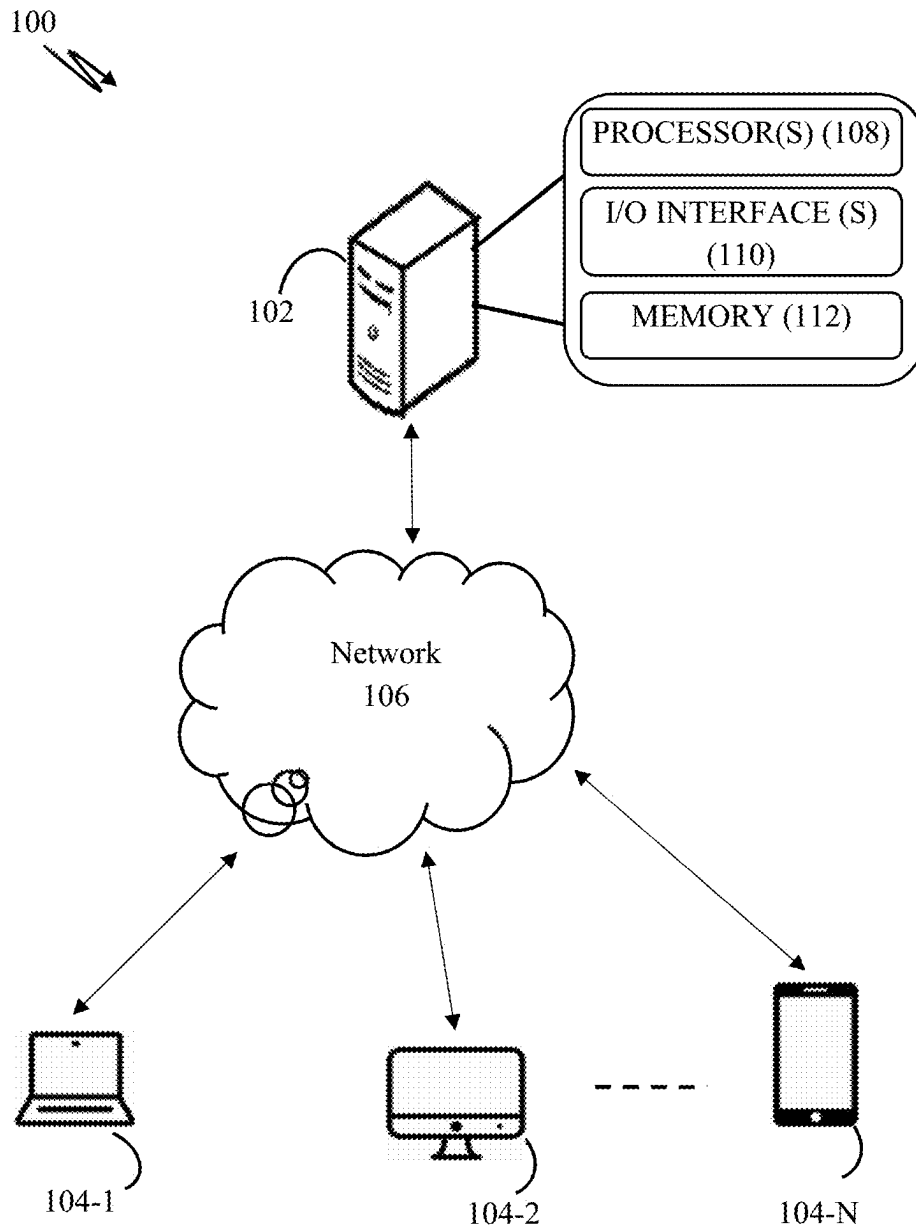 100
PROCESSOR(S) (108)
I/O INTERFACE (S)
(110)
MEMORY (112)
102
Network
106
104-1
104-2
104-N